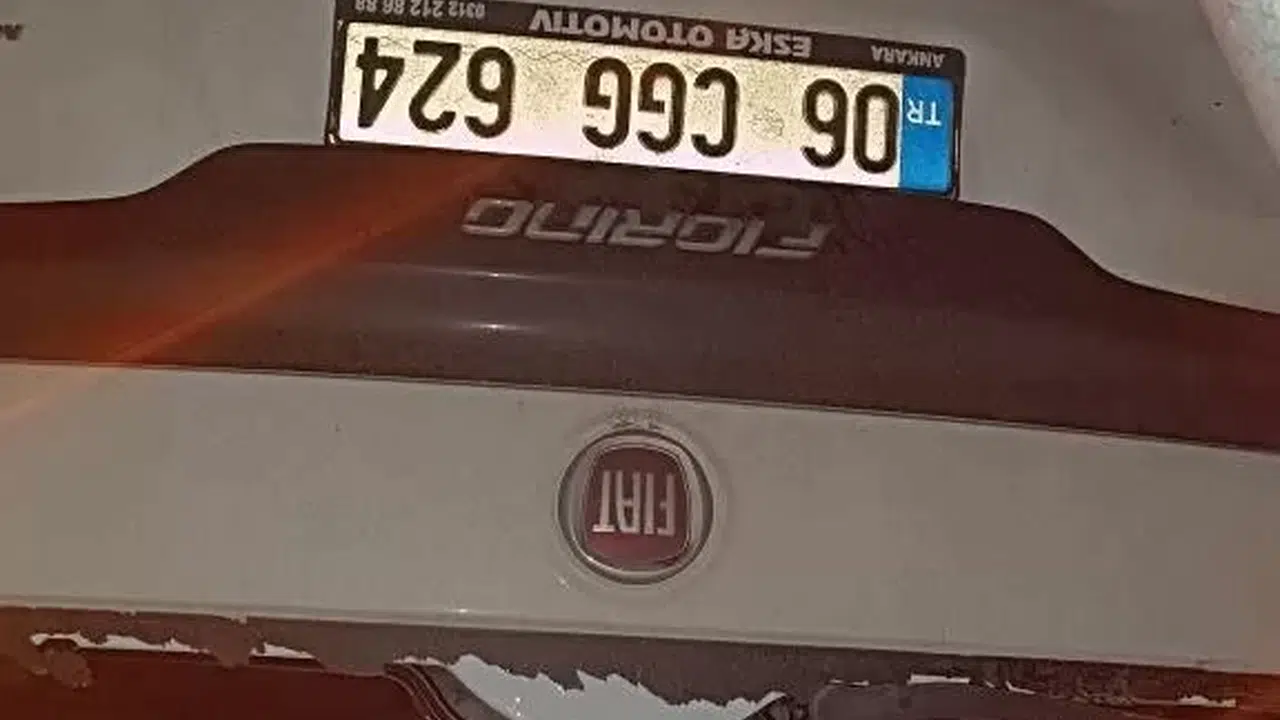 FIAT
FIORINO
TR 06 CGG 624
ANKARA ESKA OTOMOTİV 0312 212 86 88